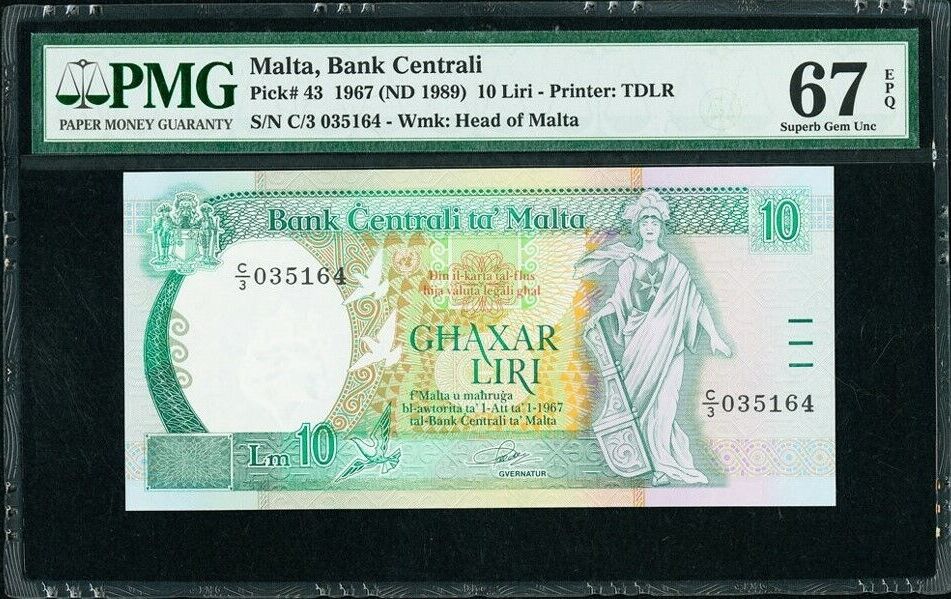 PMG
PAPER MONEY GUARANTY
Malta, Bank Centrali
Pick# 43 1967 (ND 1989) 10 Liri - Printer: TDLR
S/N C/3 035164 - Wmk: Head of Malta
67 EPQ
Superb Gem Unc
Bank Ċentrali ta' Malta
10
C/3 035164
Din il-karta tal-flus
hija valuta legali għal
GĦAXAR
LIRI
f'Malta u maħruġa
bl-awtorita ta' l-Att ta' l-1967
tal-Bank Ċentrali ta' Malta
C/3 035164
Lm 10
GVERNATUR